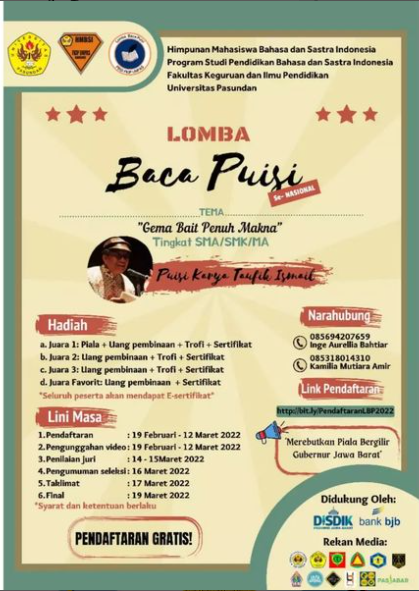 Himpunan Mahasiswa Bahasa dan Sastra Indonesia
Program Studi Pendidikan Bahasa dan Sastra Indonesia
Fakultas Keguruan dan Ilmu Pendidikan
Universitas Pasundan
LOMBA
Baca Puisi
Se- NASIONAL
TEMA
"Gema Bait Penuh Makna"
Tingkat SMA/SMK/MA
Puisi Karya Taufik Ismail
Hadiah
a. Juara 1: Piala + Uang pembinaan + Trofi + Sertifikat
b. Juara 2: Uang pembinaan + Trofi + Sertifikat
c. Juara 3: Uang pembinaan + Trofi + Sertifikat
d. Juara Favorit: Uang pembinaan + Sertifikat
*Seluruh peserta akan mendapat E-sertifikat*
Narahubung
085694207659
Inge Aurellia Bahtiar
085318014310
Kamilia Mutiara Amir
Link Pendaftaran
http://bit.ly/PendaftaranLBP2022
Lini Masa
1.Pendaftaran : 19 Februari - 12 Maret 2022
2.Pengunggahan video : 19 Februari - 12 Maret 2022
3.Penilaian Juri : 14 - 15Maret 2022
4.Pengumuman seleksi : 16 Maret 2022
5.Taklimat : 17 Maret 2022
6.Final : 19 Maret 2022
*Syarat dan ketentuan berlaku
"Merebutkan Piala Bergilir
Gubernur Jawa Barat"
PENDAFTARAN GRATIS!
Didukung Oleh:
DISDIK
bank bjb
Rekan Media:
PASJABAR